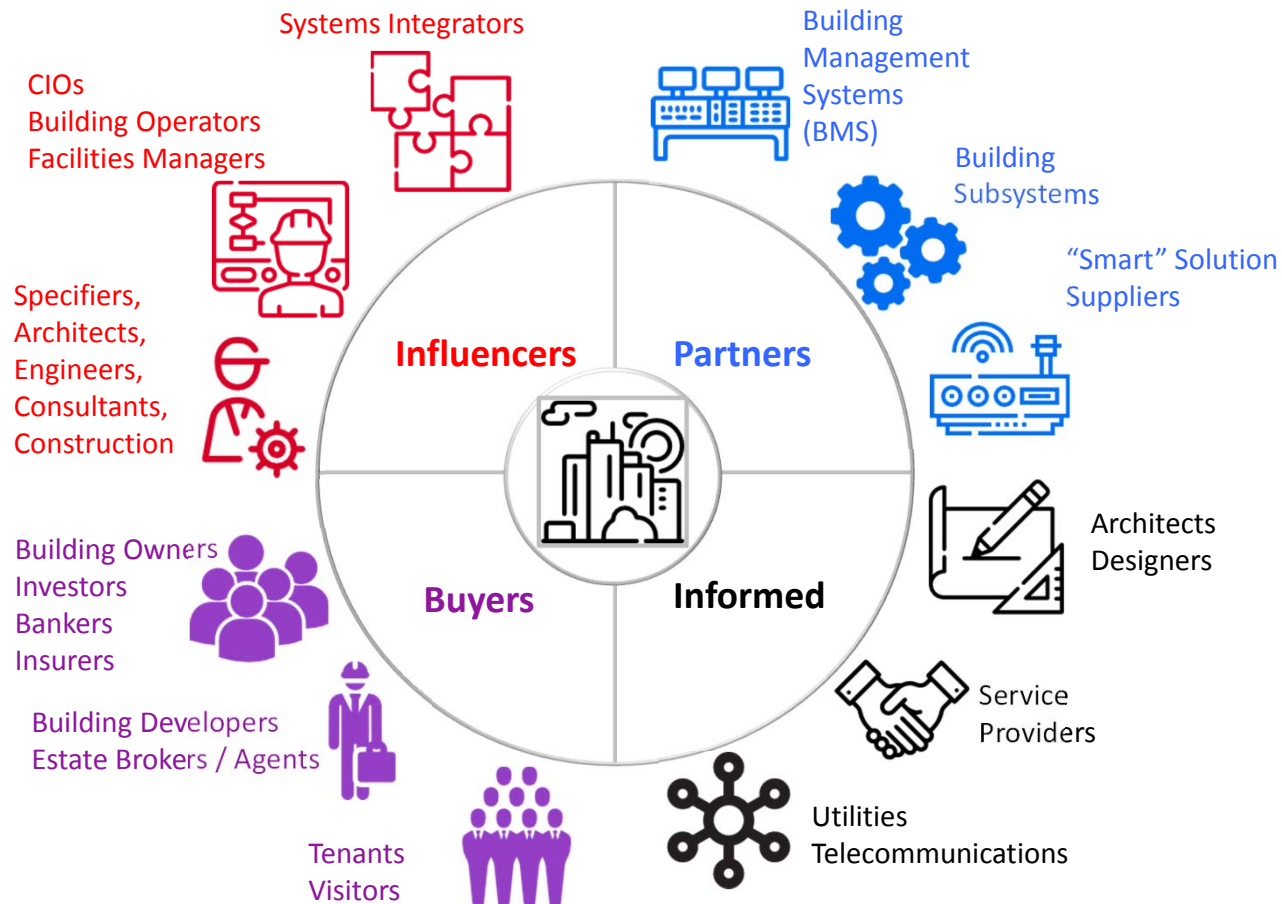 Systems Integrators
CIOs
Building Operators
Facilities Managers
Specifiers,
Architects,
Engineers,
Consultants,
Construction
Influencers
Building
Management
Systems
(BMS)
Building
Subsystems
“Smart” Solution
Suppliers
Partners
Building Owners
Investors
Bankers
Insurers
Building Developers
Estate Brokers / Agents
Tenants
Visitors
Buyers
Informed
Architects
Designers
Service
Providers
Utilities
Telecommunications